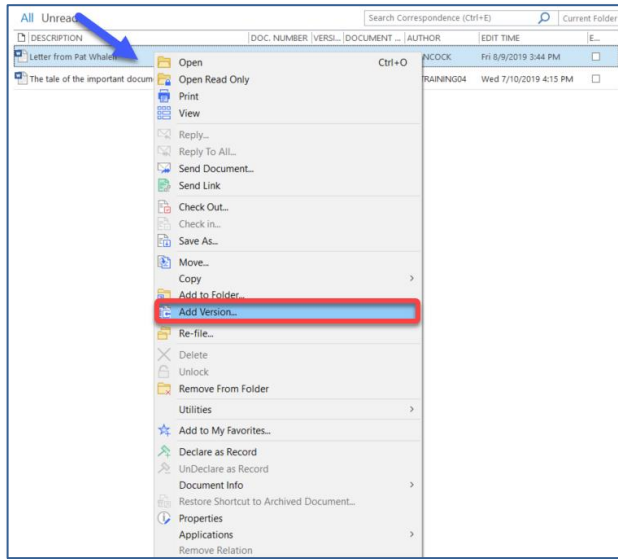 All Unread
Search Correspondence (Ctrl+E)
Current Folder
DESCRIPTION DOC. NUMBER VERSI... DOCUMENT ... AUTHOR EDIT TIME E...
Letter from Pat Whalen NCOCK Fri 8/9/2019 3:44 PM
The tale of the important docum TRAINING04 Wed 7/10/2019 4:15 PM
Open Ctrl+O
Open Read Only
Print
View
Reply...
Reply To All...
Send Document...
Send Link
Check Out...
Check in...
Save As...
Move...
Copy
Add to Folder...
Add Version...
Re-file...
Delete
Unlock
Remove From Folder
Utilities
Add to My Favorites...
Declare as Record
UnDeclare as Record
Document Info
Restore Shortcut to Archived Document...
Properties
Applications
Remove Relation